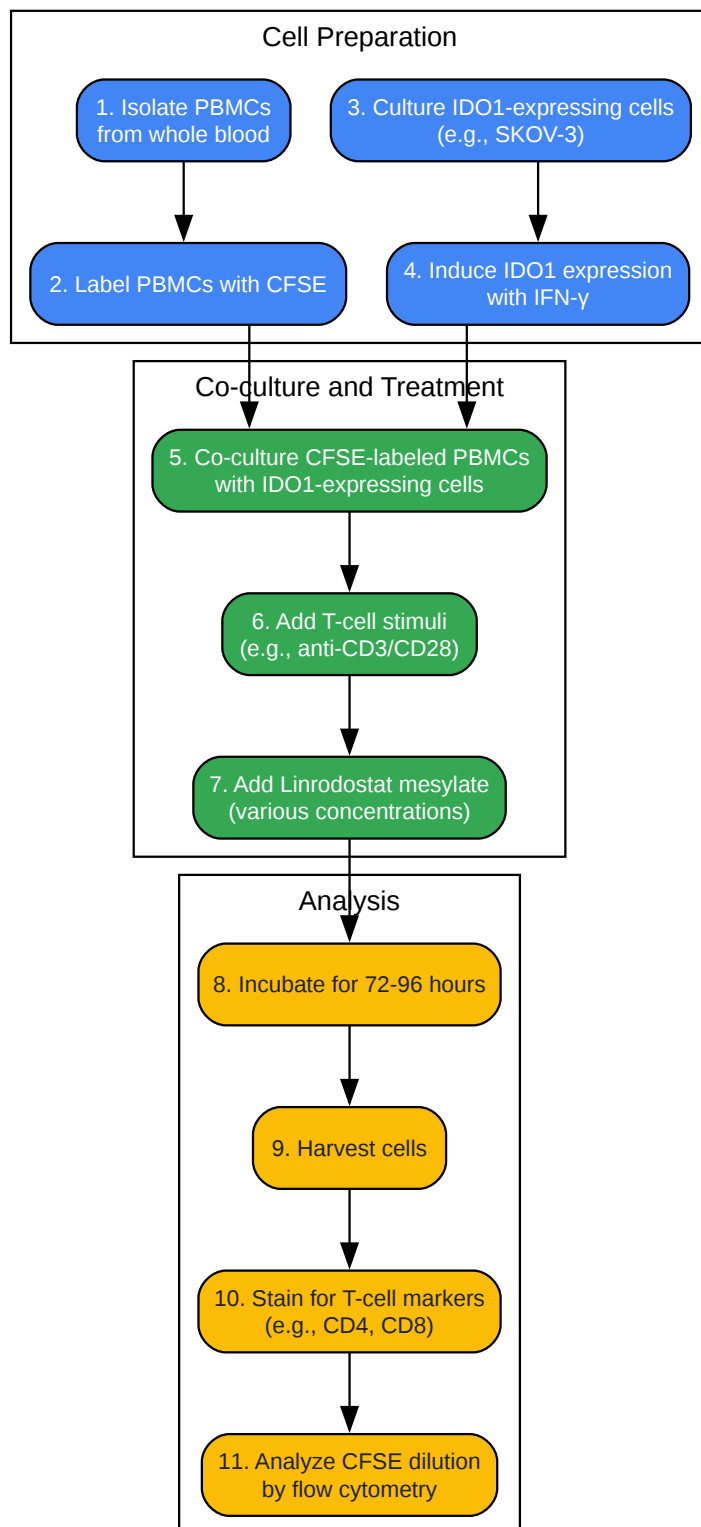 Cell Preparation
1. Isolate PBMCs
from whole blood
3. Culture IDO1-expressing cells
(e.g., SKOV-3)
2. Label PBMCs with CFSE
4. Induce IDO1 expression
with IFN-γ
Co-culture and Treatment
5. Co-culture CFSE-labeled PBMCs
with IDO1-expressing cells
6. Add T-cell stimuli
(e.g., anti-CD3/CD28)
7. Add Linrodostat mesylate
(various concentrations)
Analysis
8. Incubate for 72-96 hours
9. Harvest cells
10. Stain for T-cell markers
(e.g., CD4, CD8)
11. Analyze CFSE dilution
by flow cytometry